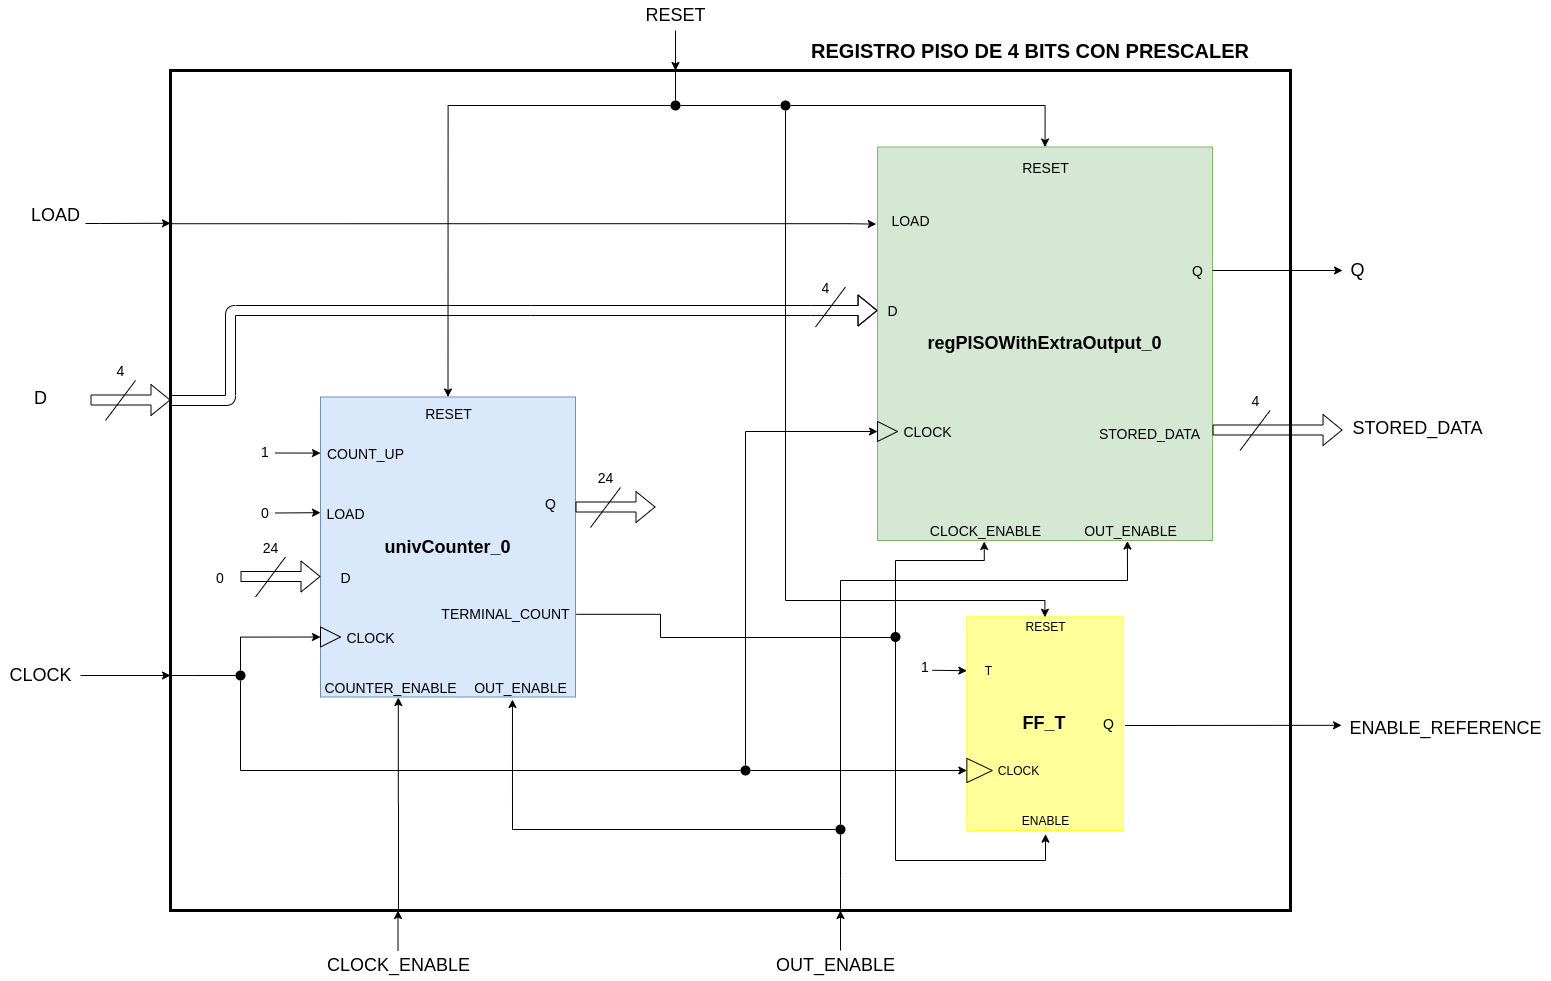 RESET
REGISTRO PISO DE 4 BITS CON PRESCALER
RESET
LOAD
LOAD
Q
Q
4
D
regPISOWithExtraOutput_0
4
D
4
STORED_DATA
CLOCK
STORED_DATA
CLOCK_ENABLE
OUT_ENABLE
RESET
1
COUNT_UP
24
Q
0
LOAD
univCounter_0
24
0
D
TERMINAL_COUNT
CLOCK
CLOCK
COUNTER_ENABLE
OUT_ENABLE
RESET
1
T
FF_T
Q
ENABLE_REFERENCE
CLOCK
ENABLE
CLOCK_ENABLE
OUT_ENABLE